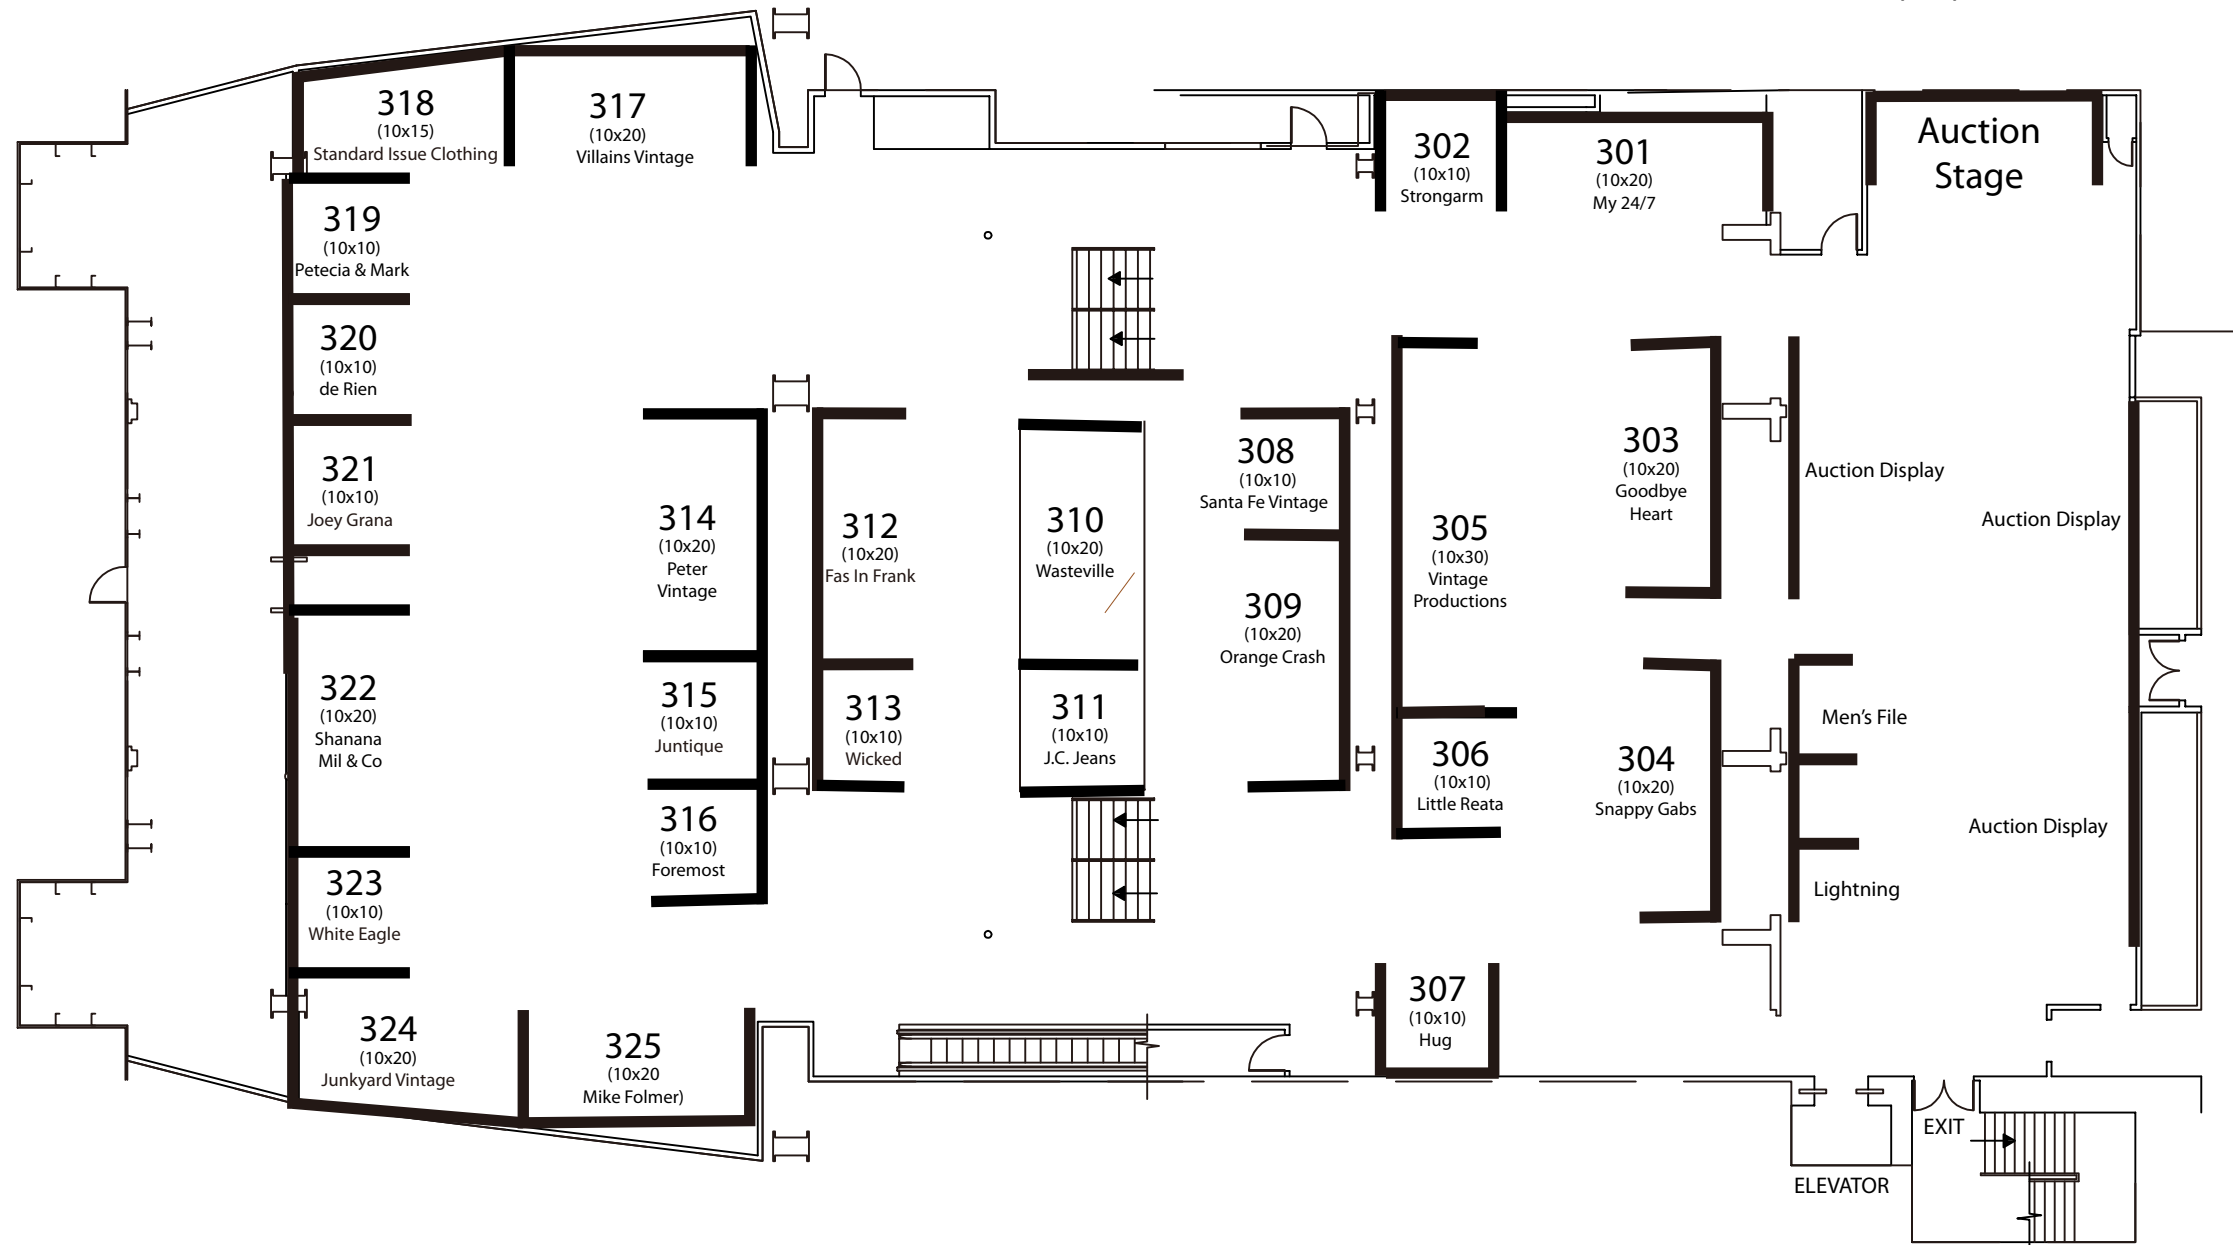 318
(10x15)
Standard Issue Clothing
317
(10x20)
Villains Vintage
302
(10x10)
Strongarm
301
(10x20)
My 24/7
Auction
Stage
319
(10x10)
Petecia & Mark
320
(10x10)
de Rien
321
(10x10)
Joey Grana
314
(10x20)
Peter
Vintage
312
(10x20)
Fas In Frank
310
(10x20)
Wasteville
308
(10x10)
Santa Fe Vintage
309
(10x20)
Orange Crash
305
(10x30)
Vintage
Productions
303
(10x20)
Goodbye
Heart
Auction Display
Auction Display
322
(10x20)
Shanana
Mil & Co
315
(10x10)
Juntique
313
(10x10)
Wicked
311
(10x10)
J.C. Jeans
306
(10x10)
Little Reata
304
(10x20)
Snappy Gabs
Men's File
Auction Display
Lightning
316
(10x10)
Foremost
323
(10x10)
White Eagle
324
(10x20)
Junkyard Vintage
325
(10x20
Mike Folmer)
307
(10x10)
Hug
EXIT
ELEVATOR